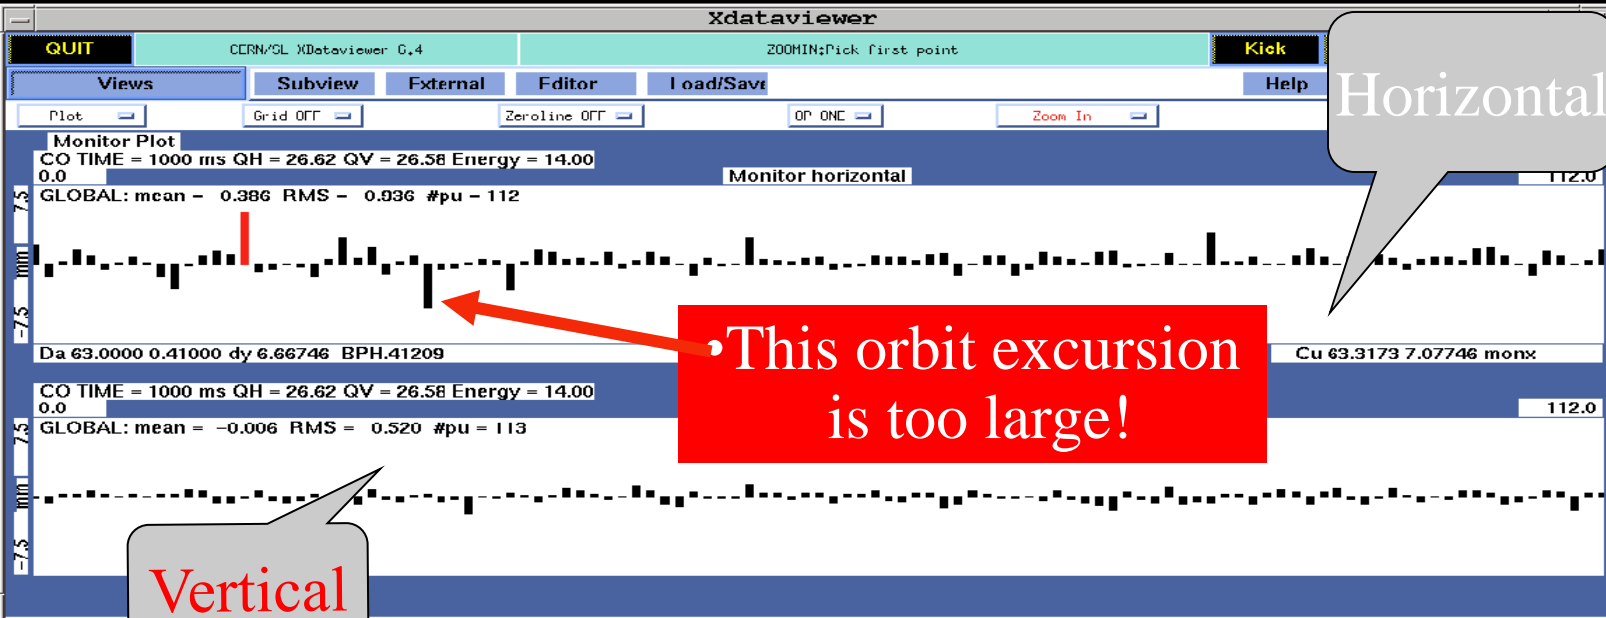 Xdataviewer
QUIT CERN/SL XDataviewer G.4 ZOOMIN:Pick first point Kick
Views Subview External Editor Load/Save Help
Plot Grid OFF Zeroline OFF OP ONE Zoom In
Horizontal
Monitor Plot
CO TIME = 1000 ms QH = 26.62 QV = 26.58 Energy = 14.00
0.0 Monitor horizontal 112.0
GLOBAL: mean = 0.386 RMS = 0.936 #pu = 112
7.5
mm
-7.5
•This orbit excursion
is too large!
Da 63.0000 0.41000 dy 6.66746 BPH.41209 Cu 63.3173 7.07746 monx
CO TIME = 1000 ms QH = 26.62 QV = 26.58 Energy = 14.00
0.0 112.0
GLOBAL: mean = -0.006 RMS = 0.520 #pu = 113
7.5
mm
-7.5
Vertical